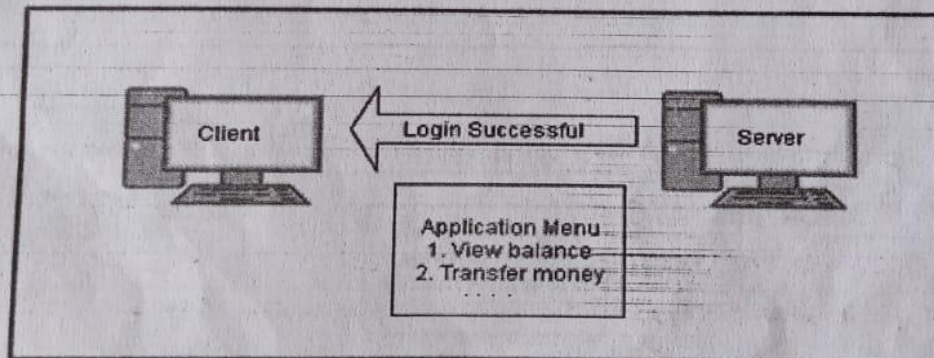 Client
Login Successful
Server
Application Menu
1. View balance
2. Transfer money
. . . .